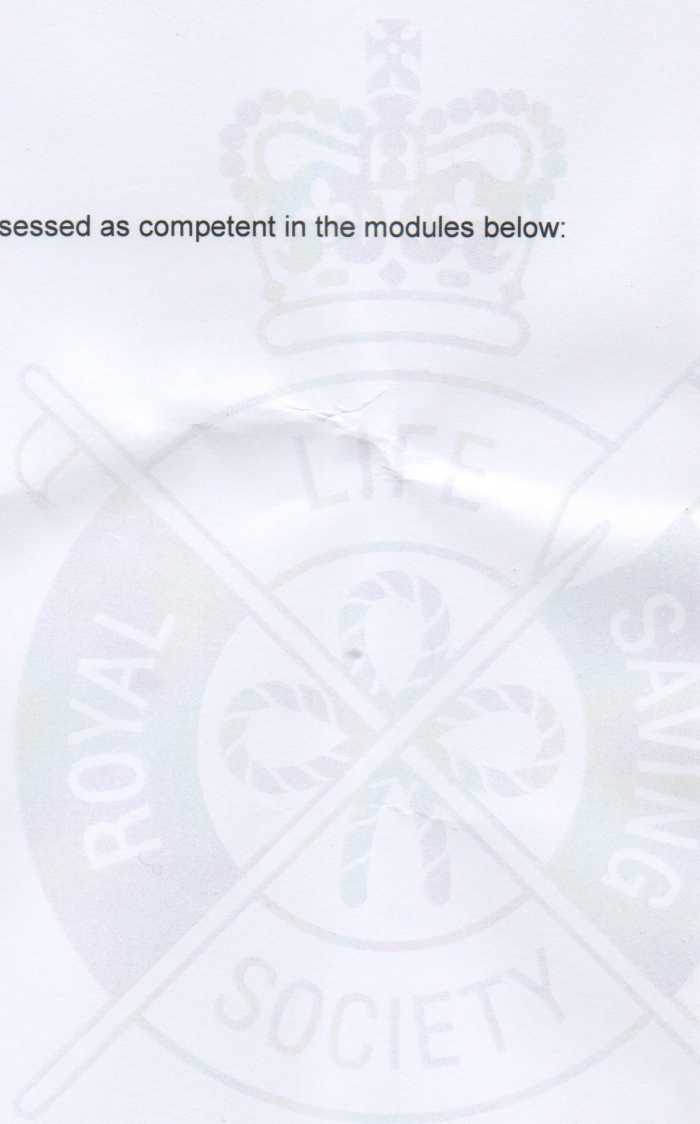 sessed as competent in the modules below:
LIFE
ROYAL
SAVING
SOCIETY